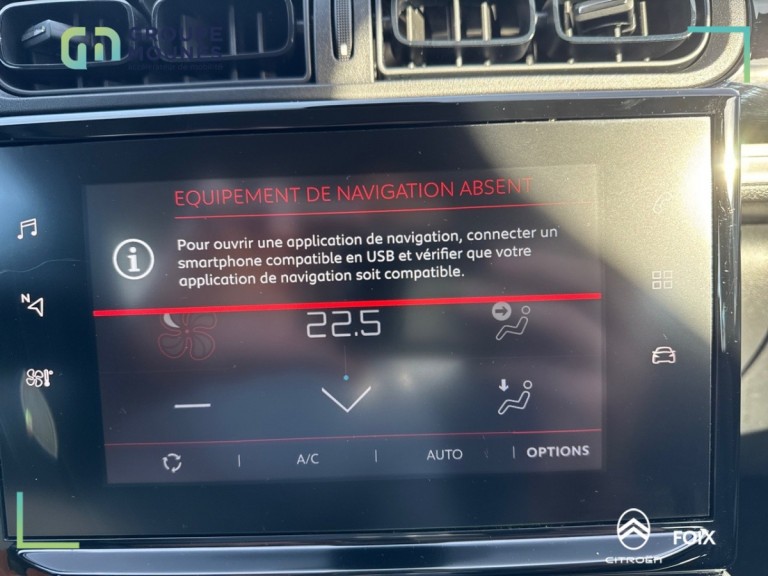 GROUPE
EQUIPEMENT DE NAVIGATION ABSENT
Pour ouvrir une application de navigation, connecter un
smartphone compatible en USB et vérifier que votre
application de navigation soit compatible.
N
22.5
A/C
AUTO
OPTIONS
CITROËN
FOIX